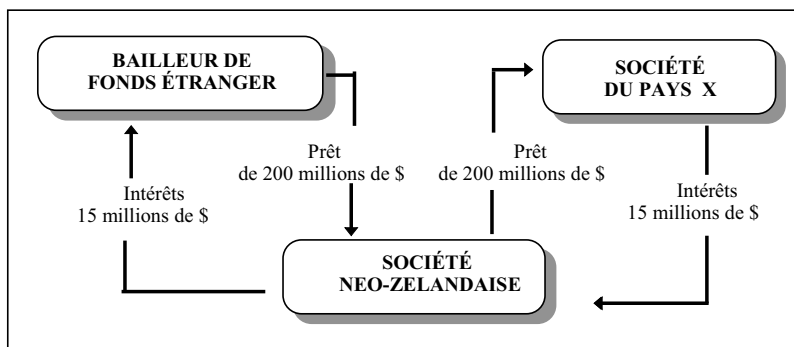 BAILLEUR DE
FONDS ÉTRANGER
SOCIÉTÉ
DU PAYS X
Prêt
de 200 millions de $
Prêt
de 200 millions de $
Intérêts
15 millions de $
Intérêts
15 millions de $
SOCIÉTÉ
NEO-ZELANDAISE